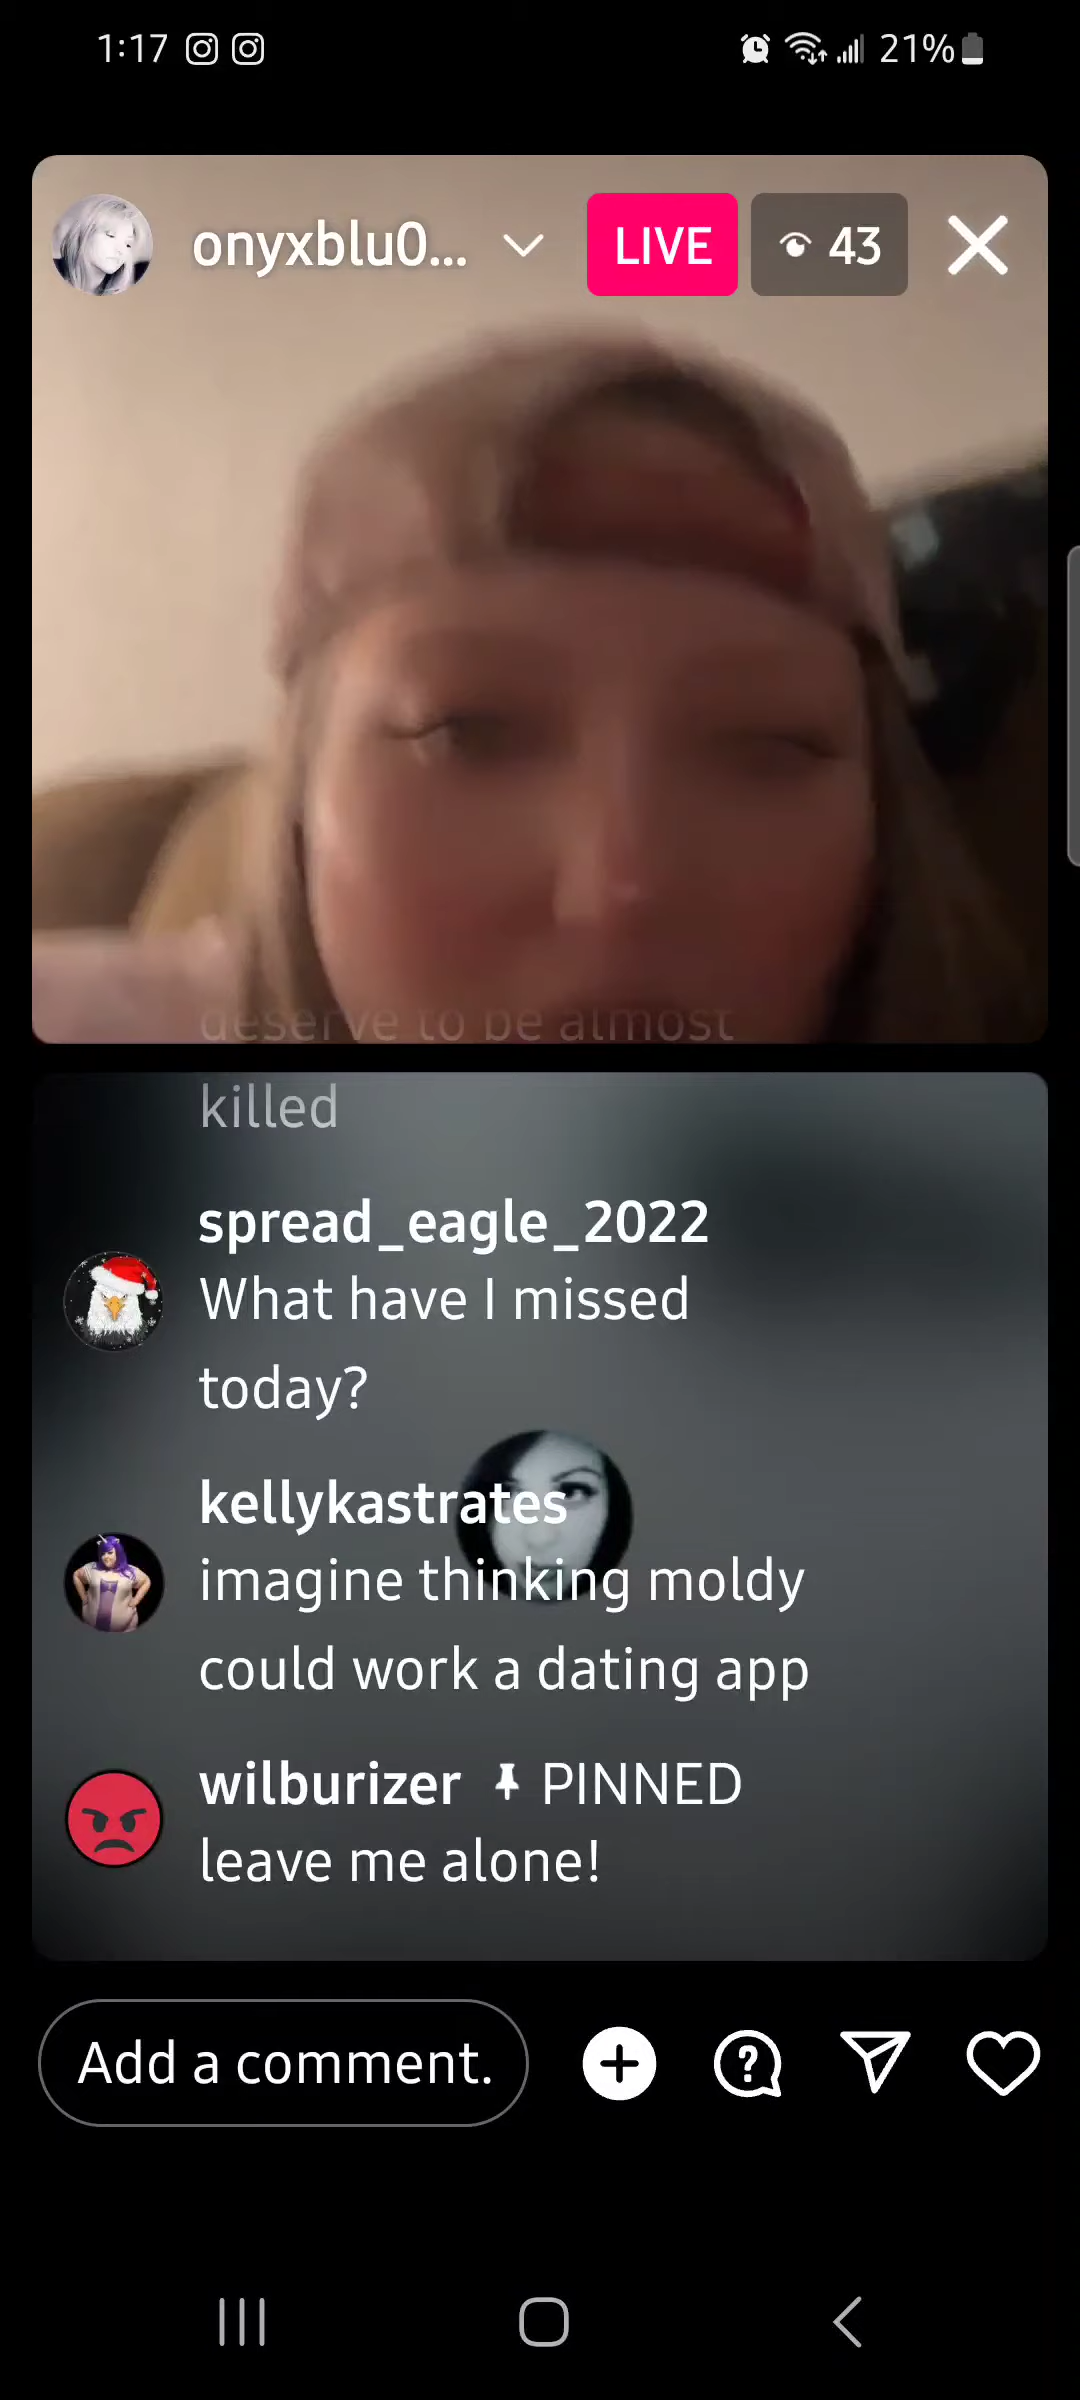 1:17
21%
onyxblu0...
LIVE
43
deserve to be almost
killed
spread_eagle_2022
What have I missed
today?
kellykastrates
imagine thinking moldy
could work a dating app
wilburizer PINNED
leave me alone!
Add a comment.